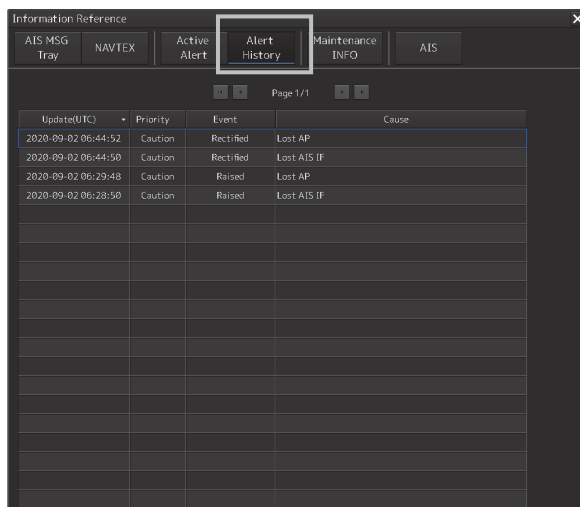 Information Reference
AIS MSG Tray NAVTEX Active Alert Alert History Maintenance INFO AIS
Page 1/1
Update(UTC) Priority Event Cause
2020-09-02 06:44:52 Caution Rectified Lost AP
2020-09-02 06:44:50 Caution Rectified Lost AIS IF
2020-09-02 06:29:48 Caution Raised Lost AP
2020-09-02 06:28:50 Caution Raised Lost AIS IF